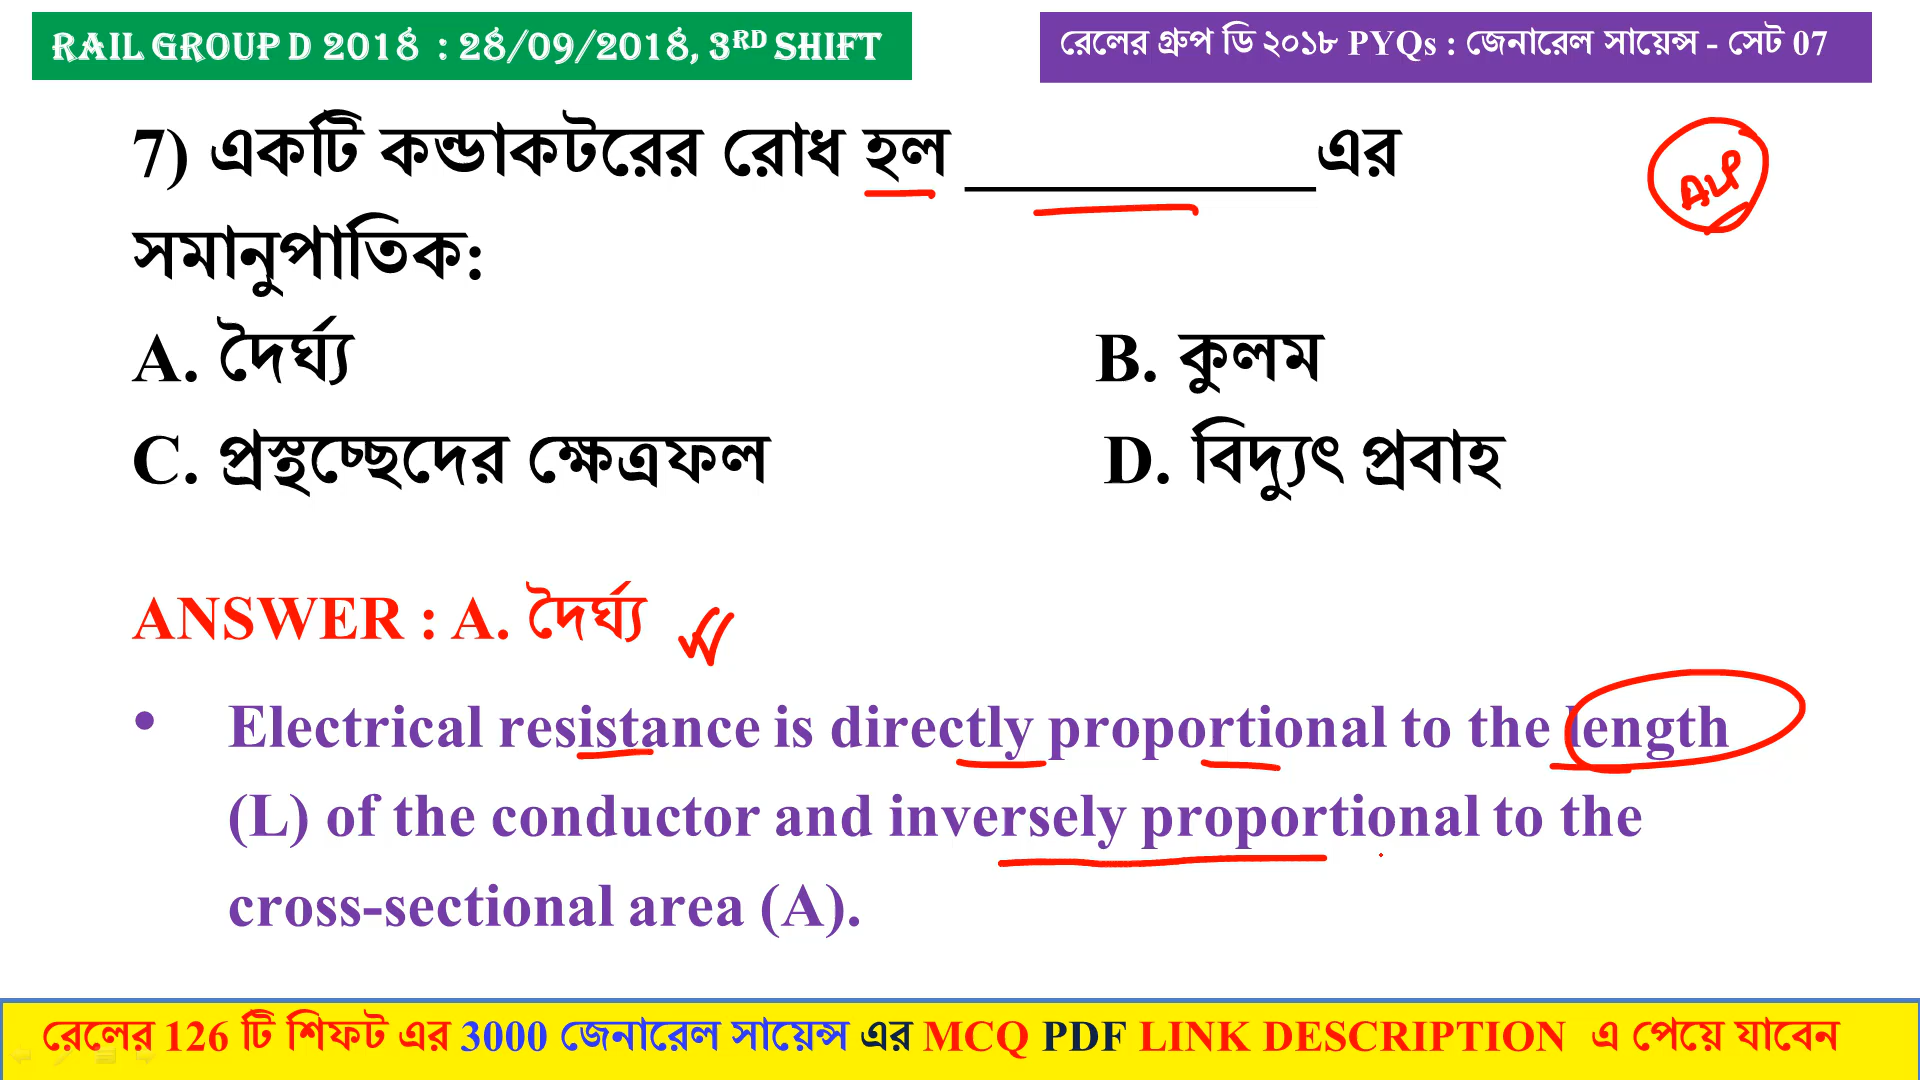 RAIL GROUP D 2018 : 28/09/2018, 3RD SHIFT
রেলের গ্রুপ ডি ২০১৮ PYQs : জেনারেল সায়েন্স - সেট 07
7) একটি কন্ডাকটরের রোধ হল ____________এর
সমানুপাতিক:
ALP
A. দৈর্ঘ্য
B. কুলম
C. প্রস্থচ্ছেদের ক্ষেত্রফল
D. বিদ্যুৎ প্রবাহ
ANSWER : A. দৈর্ঘ্য
• Electrical resistance is directly proportional to the length
(L) of the conductor and inversely proportional to the
cross-sectional area (A).
রেলের 126 টি শিফট এর 3000 জেনারেল সায়েন্স এর MCQ PDF LINK DESCRIPTION এ পেয়ে যাবেন